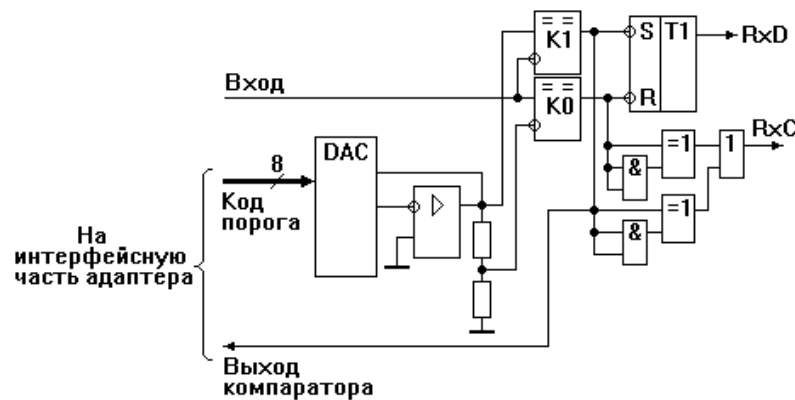 == K1
S T1
RxD
Вход
== K0
R
DAC
8
Код
порога
=1
&
1
RxC
=1
&
На
интерфейсную
часть адаптера
Выход
компаратора